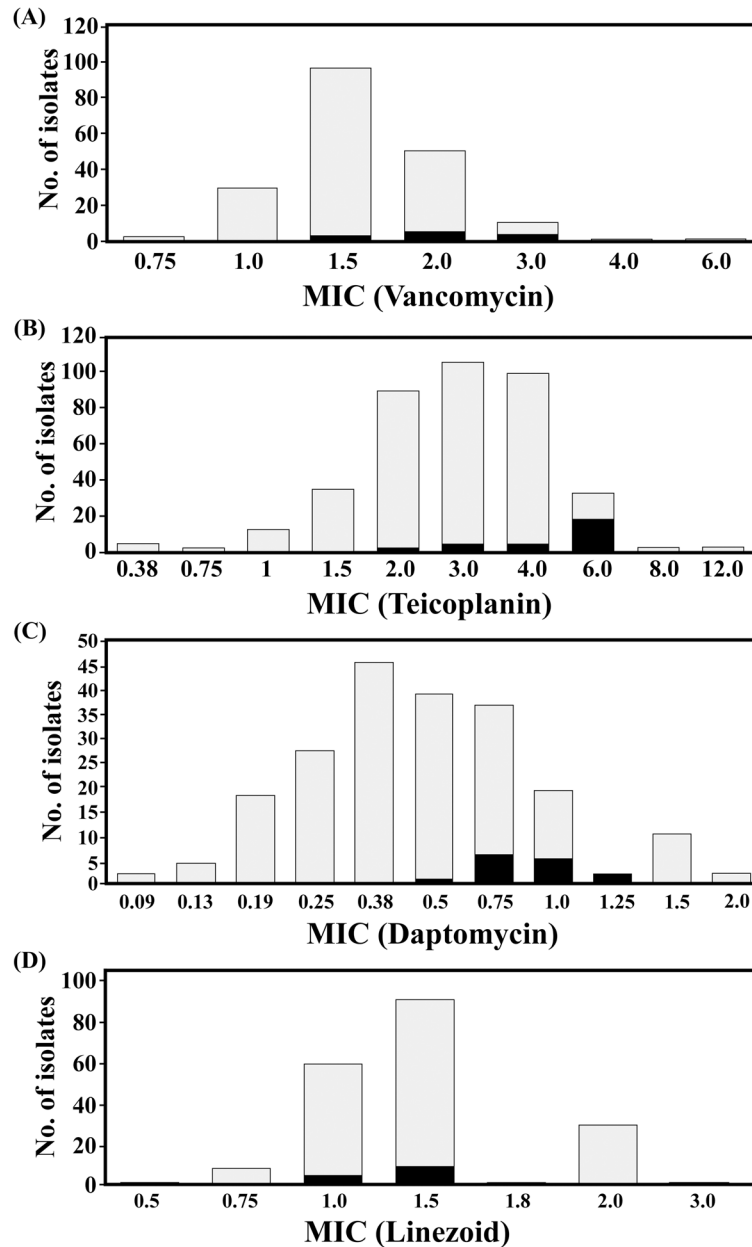 (A)
No. of isolates
120
100
80
60
40
20
0
0.75 1.0 1.5 2.0 3.0 4.0 6.0
MIC (Vancomycin)
(B)
No. of isolates
120
100
80
60
40
20
0
0.38 0.75 1 1.5 2.0 3.0 4.0 6.0 8.0 12.0
MIC (Teicoplanin)
(C)
No. of isolates
50
45
40
35
30
25
20
15
10
5
0
0.09 0.13 0.19 0.25 0.38 0.5 0.75 1.0 1.25 1.5 2.0
MIC (Daptomycin)
(D)
No. of isolates
100
80
60
40
20
0
0.5 0.75 1.0 1.5 1.8 2.0 3.0
MIC (Linezoid)